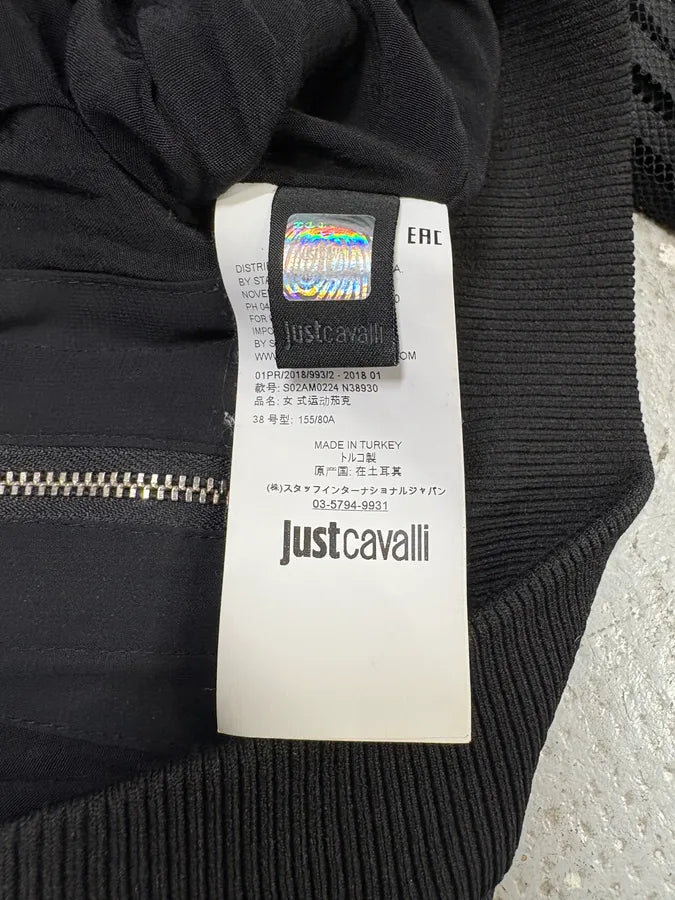 EAC
DISTRI
A.
BY STA
NOVE
PH 04
0
FOR
IMPO
BY S
WWW
COM
justcavalli
01PR/2018/993/2 - 2018 01
款号: S02AM0224 N38930
品名: 女 式运动茄克
38 号型: 155/80A
MADE IN TURKEY
トルコ製
原产国: 在土耳其
(株)スタッフインターナショナルジャパン
03-5794-9931
justcavalli